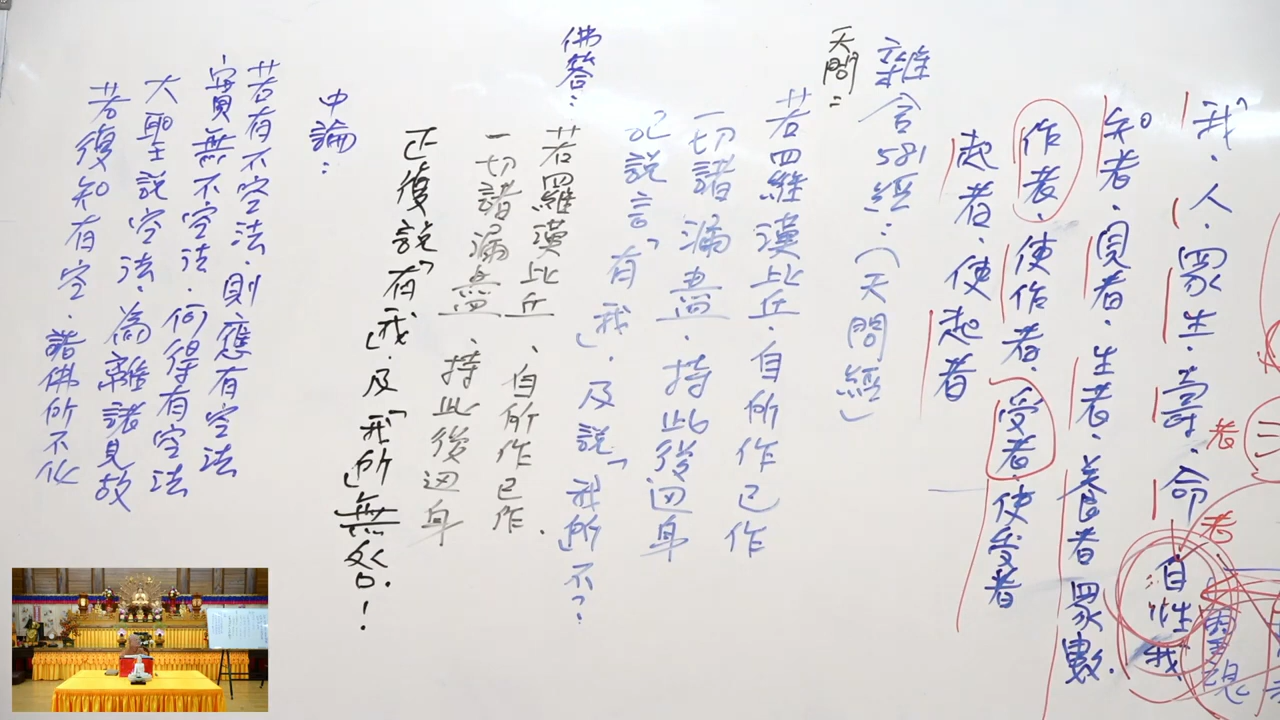 我、人、眾生、壽者、命者
自性我
靈魂
知者、見者、生者、養者、眾數、
作者、使作者、受者、使受者
起者、使起者
雜含581經：（天問經）
天問：
若羅漢比丘，自所作已作
一切諸漏盡，持此後邊身
記說言「有我」，及說「我所」不？
佛答：
若羅漢比丘、自所作已作、
一切諸漏盡、持此後邊身
正復說「有我」、及「我所」無咎！
中論：
若有不空法，則應有空法
實無不空法，何得有空法
大聖說空法，為離諸見故
若復知有空，諸佛所不化